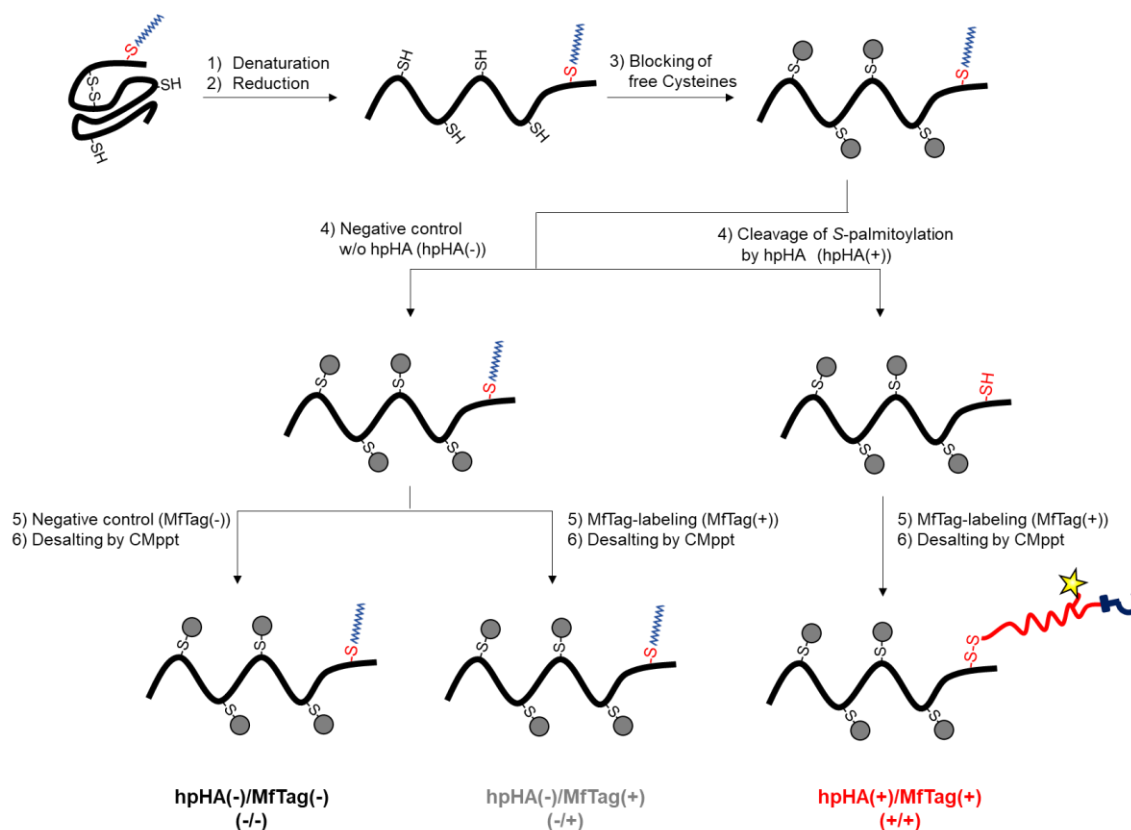 S
S-S
SH
SH
1) Denaturation
2) Reduction
SH
SH
S
SH
SH
3) Blocking of
free Cysteines
S
S
S
S
S
4) Negative control
w/o hpHA (hpHA(-))
4) Cleavage of S-palmitoylation
by hpHA (hpHA(+))
S
S
S
S
S
S
S
SH
S
S
5) Negative control (MfTag(-))
6) Desalting by CMppt
5) MfTag-labeling (MfTag(+))
6) Desalting by CMppt
5) MfTag-labeling (MfTag(+))
6) Desalting by CMppt
S
S
S
S
S
S
S
S
S
S
S
S
S-S
S
S
hpHA(-)/MfTag(-)
(-/-)
hpHA(-)/MfTag(+)
(-/+)
hpHA(+)/MfTag(+)
(+/+)